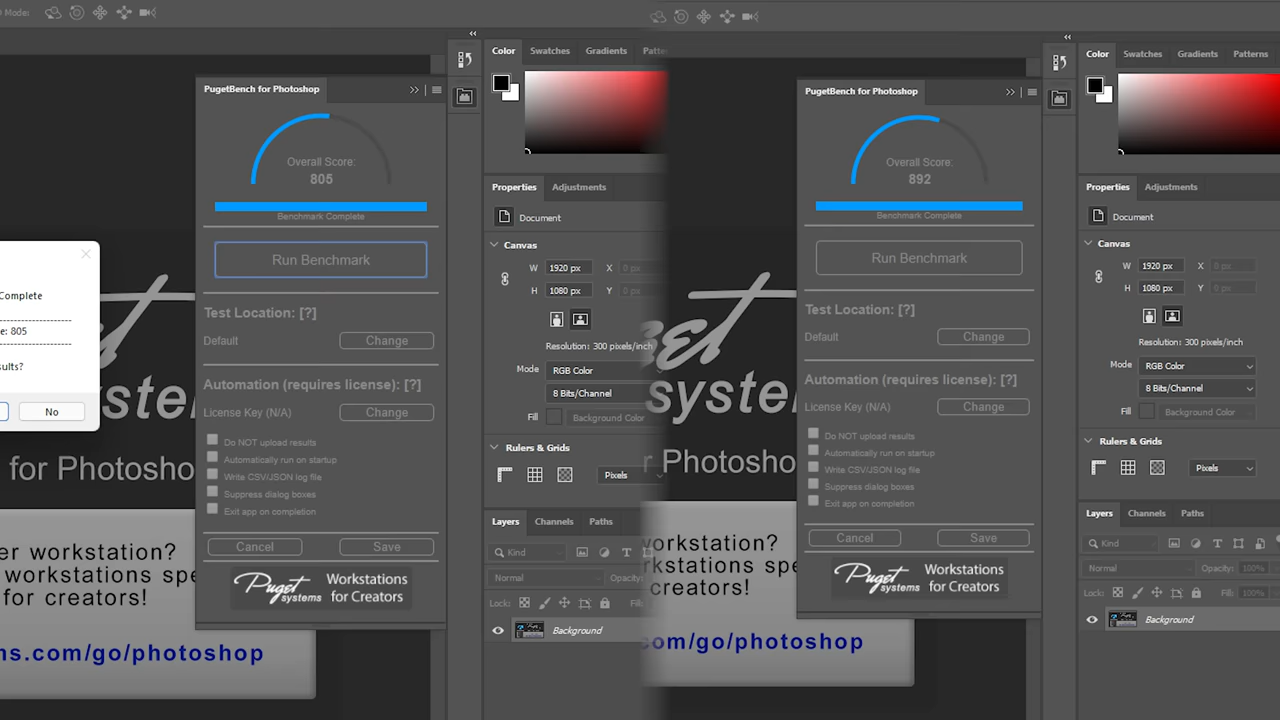 Mode:
Color Swatches Gradients
PugetBench for Photoshop
Overall Score:
805
Benchmark Complete
Run Benchmark
Test Location: [?]
Default Change
Automation (requires license): [?]
License Key (N/A) Change
Do NOT upload results
Automatically run on startup
Write CSV/JSON log file
Suppress dialog boxes
Exit app on completion
Cancel Save
Puget systems Workstations
for Creators!
Complete
805
No
for Photosho
workstation?
workstations
for creators!
.com/go/photoshop
Properties Adjustments
Document
Canvas
W 1920 px X 0 px
H 1080 px Y
Resolution: 300 pixels/inch
Mode RGB Color
8 Bits/Channel
Fill Background Color
Rulers & Grids
Pixels
Layers Channels Paths
Kind
Normal Opacity:
Lock:
Background
Color Swatches Gradients Patterns
PugetBench for Photoshop
Overall Score:
892
Benchmark Complete
Run Benchmark
Test Location: [?]
Default Change
Automation (requires license): [?]
License Key (N/A) Change
Do NOT upload results
Automatically run on startup
Write CSV/JSON log file
Suppress dialog boxes
Exit app on completion
Cancel Save
Puget systems Workstations
for Creators!
system
Photosho
workstation?
workstations
creators!
.com/go/photoshop
Properties Adjustments
Document
Canvas
W 1920 px X 0 px
H 1080 px Y 0 px
Resolution: 300 pixels/inch
Mode RGB Color
8 Bits/Channel
Fill Background Color
Rulers & Grids
Pixels
Layers Channels Paths
Kind
Normal Opacity: 100%
Lock: Fill: 100%
Background